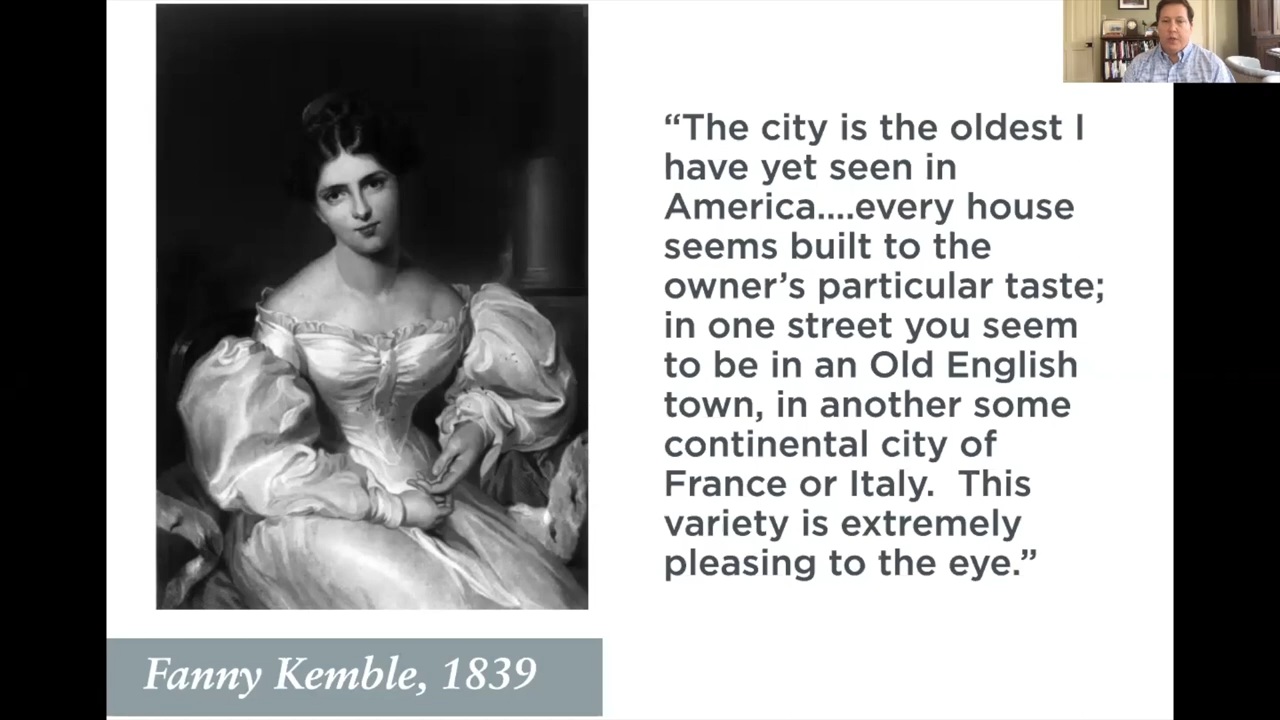 “The city is the oldest I
have yet seen in
America....every house
seems built to the
owner’s particular taste;
in one street you seem
to be in an Old English
town, in another some
continental city of
France or Italy.  This
variety is extremely
pleasing to the eye.”
Fanny Kemble, 1839